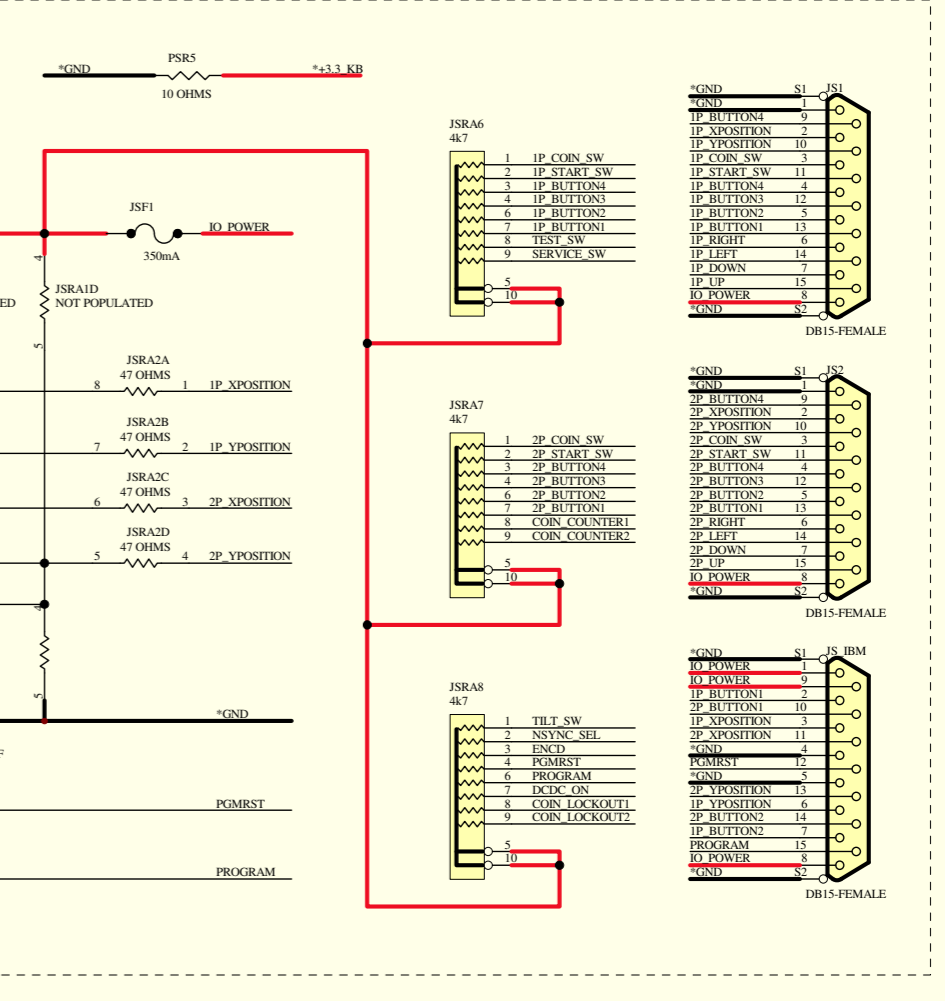 PSR5
*GND
*+3.3_KB
10 OHMS
JSF1
IO_POWER
350mA
4
JSRA1D
NOT POPULATED
ED
5
JSRA2A
47 OHMS
8 1 1P_XPOSITION
JSRA2B
47 OHMS
7 2 1P_YPOSITION
JSRA2C
47 OHMS
6 3 2P_XPOSITION
JSRA2D
47 OHMS
5 4 2P_YPOSITION
4
5
*GND
F
PGMRST
PROGRAM
JSRA6
4k7
1 1P_COIN_SW
2 1P_START_SW
3 1P_BUTTON4
4 1P_BUTTON3
6 1P_BUTTON2
7 1P_BUTTON1
8 TEST_SW
9 SERVICE_SW
5
10
JSRA7
4k7
1 2P_COIN_SW
2 2P_START_SW
3 2P_BUTTON4
4 2P_BUTTON3
6 2P_BUTTON2
7 2P_BUTTON1
8 COIN_COUNTER1
9 COIN_COUNTER2
5
10
JSRA8
4k7
1 TILT_SW
2 NSYNC_SEL
3 ENCD
4 PGMRST
6 PROGRAM
7 DCDC_ON
8 COIN_LOCKOUT1
9 COIN_LOCKOUT2
5
10
*GND S1 JS1
*GND 1
1P_BUTTON4 9
1P_XPOSITION 2
1P_YPOSITION 10
1P_COIN_SW 3
1P_START_SW 11
1P_BUTTON4 4
1P_BUTTON3 12
1P_BUTTON2 5
1P_BUTTON1 13
1P_RIGHT 6
1P_LEFT 14
1P_DOWN 7
1P_UP 15
IO_POWER 8
*GND S2
DB15-FEMALE
*GND S1 JS2
*GND 1
2P_BUTTON4 9
2P_XPOSITION 2
2P_YPOSITION 10
2P_COIN_SW 3
2P_START_SW 11
2P_BUTTON4 4
2P_BUTTON3 12
2P_BUTTON2 5
2P_BUTTON1 13
2P_RIGHT 6
2P_LEFT 14
2P_DOWN 7
2P_UP 15
IO_POWER 8
*GND S2
DB15-FEMALE
*GND S1 JS_IBM
IO_POWER 1
IO_POWER 9
1P_BUTTON1 2
2P_BUTTON1 10
1P_XPOSITION 3
2P_XPOSITION 11
*GND 4
PGMRST 12
*GND 5
2P_YPOSITION 13
1P_YPOSITION 6
2P_BUTTON2 14
1P_BUTTON2 7
PROGRAM 15
IO_POWER 8
*GND S2
DB15-FEMALE